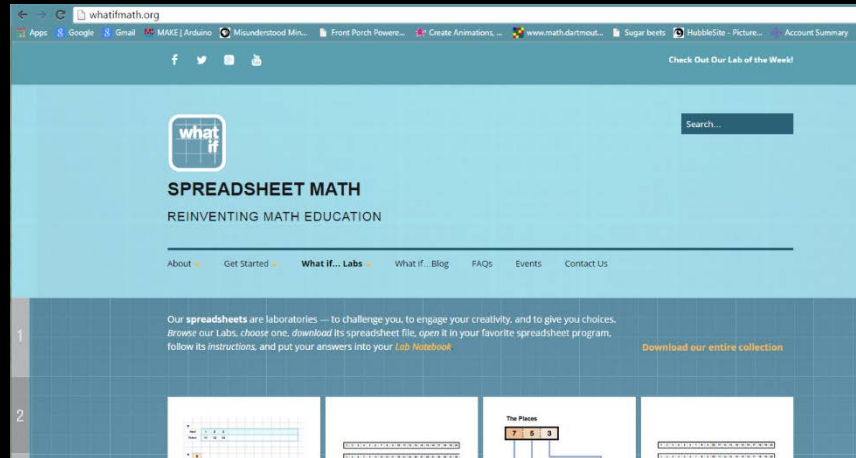 whatifmath.org
Apps Google Gmail MAKE | Arduino Misunderstood Min... Front Porch Powere... Create Animations, ... www.math.dartmout... Sugar beets HubbleSite - Picture... Account Summary
Check Out Our Lab of the Week!
Search...
what if
SPREADSHEET MATH
REINVENTING MATH EDUCATION
About Get Started What if... Labs What if... Blog FAQs Events Contact Us
1
Our spreadsheets are laboratories — to challenge you, to engage your creativity, and to give you choices.
Browse our Labs, choose one, download its spreadsheet file, open it in your favorite spreadsheet program,
follow its instructions, and put your answers into your Lab Notebook.
Download our entire collection
2
The Places
7 5 3